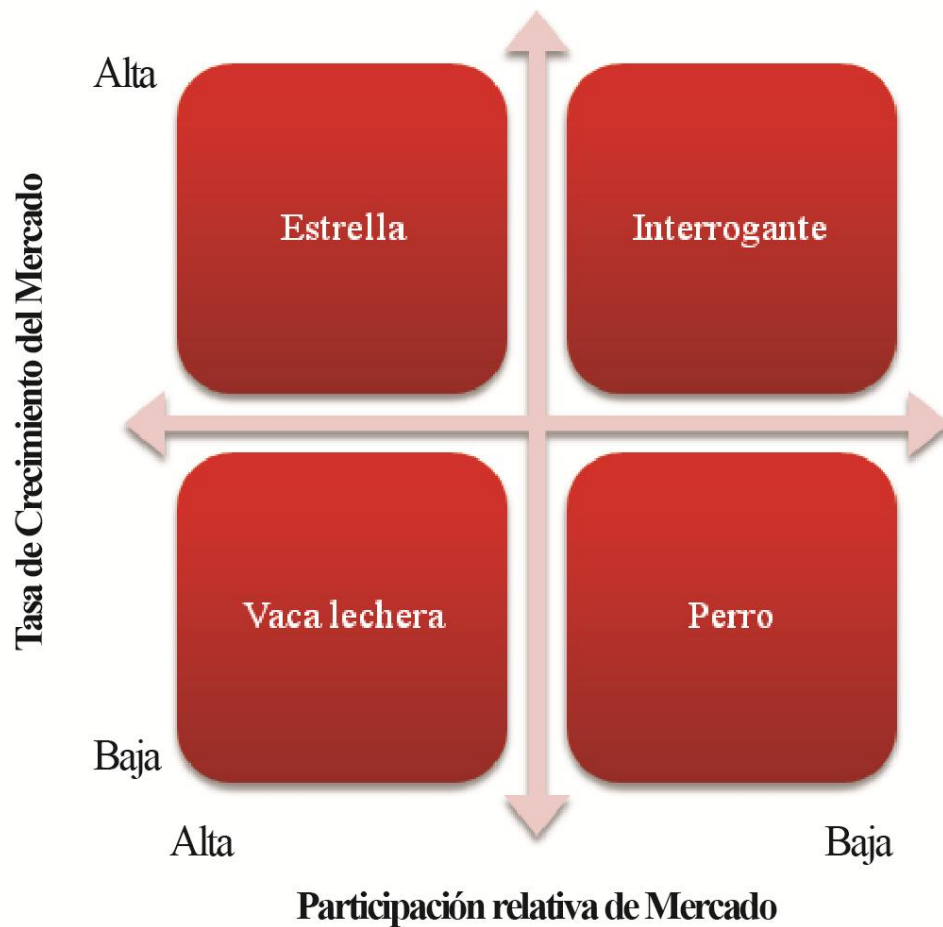 Alta
Tasa de Crecimiento del Mercado
Estrella
Interrogante
Vaca lechera
Perro
Baja
Alta
Baja
Participación relativa de Mercado